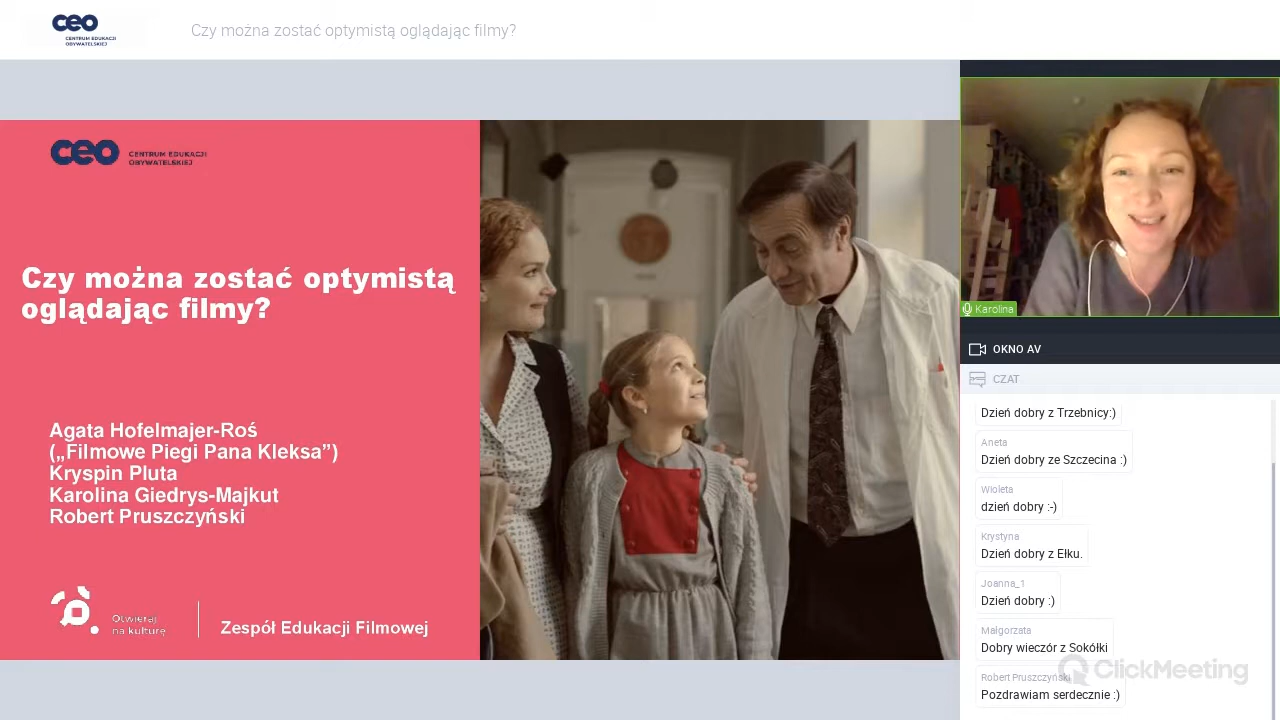 ceo
CENTRUM EDUKACJI
OBYWATELSKIEJ
Czy można zostać optymistą oglądając filmy?
ceo
CENTRUM EDUKACJI
OBYWATELSKIEJ
Czy można zostać optymistą
oglądając filmy?
Agata Hofelmajer-Roś
(„Filmowe Piegi Pana Kleksa”)
Kryspin Pluta
Karolina Giedrys-Majkut
Robert Pruszczyński
Otwieraj
na kulturę
Zespół Edukacji Filmowej
Karolina
OKNO AV
CZAT
Dzień dobry z Trzebnicy:)
Aneta
Dzień dobry ze Szczecina :)
Wioleta
dzień dobry :-)
Krystyna
Dzień dobry z Ełku.
Joanna_1
Dzień dobry :)
Małgorzata
Dobry wieczór z Sokółki
Robert Pruszczyński
Pozdrawiam serdecznie :)
ClickMeeting